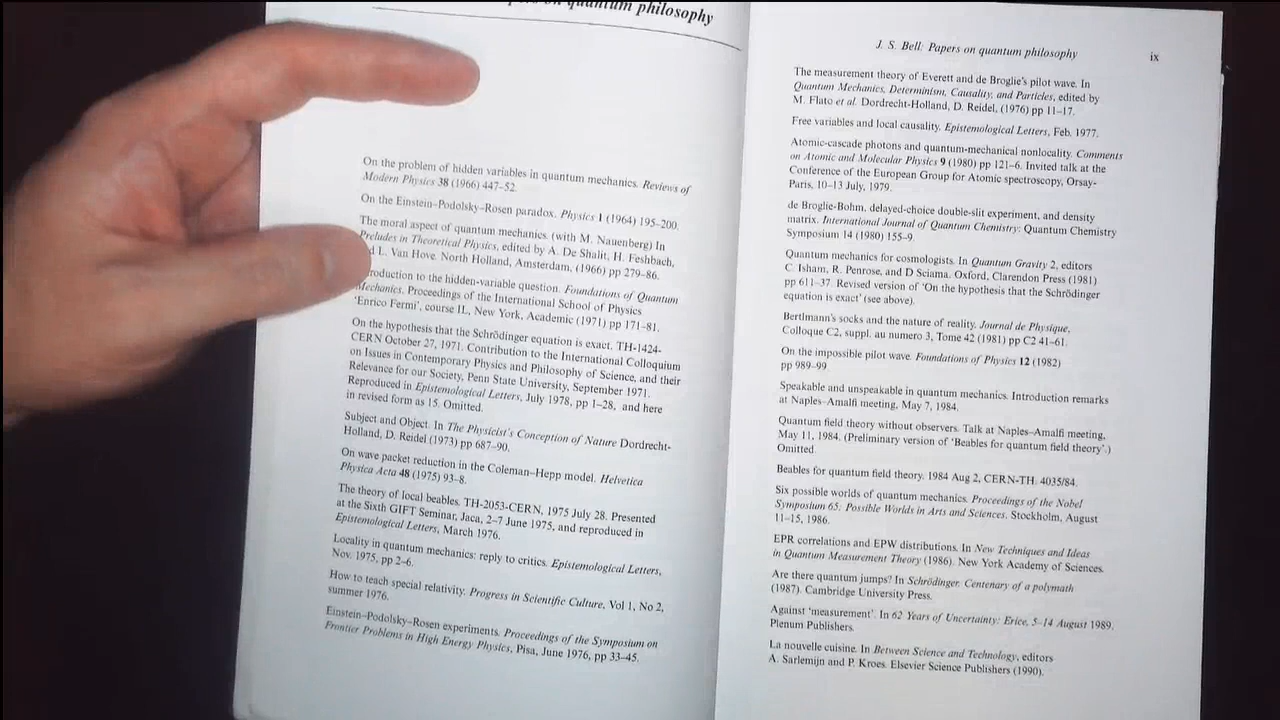 on quantum philosophy
On the problem of hidden variables in quantum mechanics. Reviews of
Modern Physics 38 (1966) 447–52.
On the Einstein–Podolsky–Rosen paradox. Physics 1 (1964) 195–200.
The moral aspect of quantum mechanics. (with M. Nauenberg) In
Preludes in Theoretical Physics, edited by A. De Shalit, H. Feshbach,
L. Van Hove. North Holland, Amsterdam, (1966) pp 279–86.
to the hidden-variable question. Foundations of Quantum
Mechanics. Proceedings of the International School of Physics
‘Enrico Fermi’, course IL, New York, Academic (1971) pp 171–81.
On the hypothesis that the Schrödinger equation is exact. TH-1424-
CERN October 27, 1971. Contribution to the International Colloquium
on Issues in Contemporary Physics and Philosophy of Science, and their
Relevance for our Society, Penn State University, September 1971.
Reproduced in Epistemological Letters, July 1978, pp 1–28, and here
in revised form as 15. Omitted.
Subject and Object. In The Physicist's Conception of Nature Dordrecht-
Holland, D. Reidel (1973) pp 687–90.
On wave packet reduction in the Coleman–Hepp model. Helvetica
Physica Acta 48 (1975) 93–8.
The theory of local beables. TH-2053-CERN, 1975 July 28. Presented
at the Sixth GIFT Seminar, Jaca, 2–7 June 1975, and reproduced in
Epistemological Letters, March 1976.
Locality in quantum mechanics: reply to critics. Epistemological Letters,
Nov. 1975, pp 2–6.
How to teach special relativity. Progress in Scientific Culture, Vol 1, No 2,
summer 1976.
Einstein–Podolsky–Rosen experiments. Proceedings of the Symposium on
Frontier Problems in High Energy Physics, Pisa, June 1976, pp 33–45.
J. S. Bell: Papers on quantum philosophy ix
The measurement theory of Everett and de Broglie's pilot wave. In
Quantum Mechanics, Determinism, Causality, and Particles, edited by
M. Flato et al. Dordrecht-Holland, D. Reidel, (1976) pp 11–17.
Free variables and local causality. Epistemological Letters, Feb. 1977.
Atomic-cascade photons and quantum-mechanical nonlocality. Comments
on Atomic and Molecular Physics 9 (1980) pp 121–6. Invited talk at the
Conference of the European Group for Atomic spectroscopy, Orsay-
Paris, 10–13 July, 1979.
de Broglie-Bohm, delayed-choice double-slit experiment, and density
matrix. International Journal of Quantum Chemistry: Quantum Chemistry
Symposium 14 (1980) 155–9.
Quantum mechanics for cosmologists. In Quantum Gravity 2, editors
C. Isham, R. Penrose, and D Sciama. Oxford, Clarendon Press (1981)
pp 611–37. Revised version of ‘On the hypothesis that the Schrödinger
equation is exact’ (see above).
Bertlmann's socks and the nature of reality. Journal de Physique,
Colloque C2, suppl. au numero 3, Tome 42 (1981) pp C2 41–61.
On the impossible pilot wave. Foundations of Physics 12 (1982)
pp 989–99.
Speakable and unspeakable in quantum mechanics. Introduction remarks
at Naples–Amalfi meeting, May 7, 1984.
Quantum field theory without observers. Talk at Naples–Amalfi meeting,
May 11, 1984. (Preliminary version of ‘Beables for quantum field theory’.)
Omitted.
Beables for quantum field theory. 1984 Aug 2, CERN-TH. 4035/84.
Six possible worlds of quantum mechanics. Proceedings of the Nobel
Symposium 65: Possible Worlds in Arts and Sciences. Stockholm, August
11–15, 1986.
EPR correlations and EPW distributions. In New Techniques and Ideas
in Quantum Measurement Theory (1986). New York Academy of Sciences.
Are there quantum jumps? In Schrödinger. Centenary of a polymath
(1987). Cambridge University Press.
Against ‘measurement’. In 62 Years of Uncertainty: Erice, 5–14 August 1989.
Plenum Publishers.
La nouvelle cuisine. In Between Science and Technology, editors
A. Sarlemijn and P. Kroes. Elsevier Science Publishers (1990).